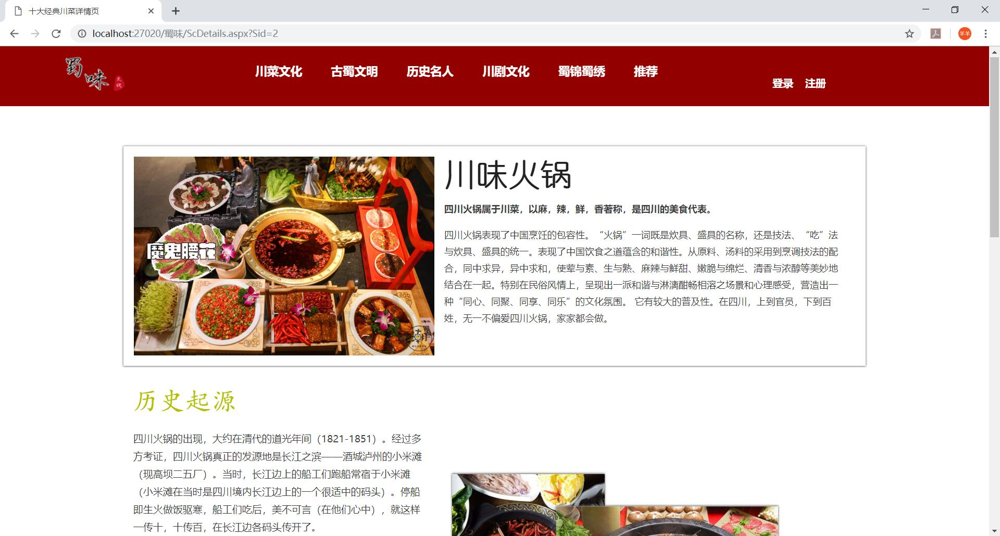 十大经典川菜详情页
localhost:27020/蜀味/ScDetails.aspx?Sid=2
羊羊
蜀味
文化
川菜文化 古蜀文明 历史名人 川剧文化 蜀锦蜀绣 推荐
登录 注册
川味火锅
四川火锅属于川菜，以麻，辣，鲜，香著称，是四川的美食代表。
四川火锅表现了中国烹饪的包容性。“火锅”一词既是炊具、盛具的名称，还是技法、“吃”法
与炊具、盛具的统一。表现了中国饮食之道蕴含的和谐性。从原料、汤料的采用到烹调技法的配
合，同中求异，异中求和，使荤与素、生与熟、麻辣与鲜甜、嫩脆与绵烂、清香与浓醇等美妙地
结合在一起。特别在民俗风情上，呈现出一派和谐与淋漓酣畅相溶之场景和心理感受，营造出一
种“同心、同聚、同享、同乐”的文化氛围。 它有较大的普及性。在四川，上到官员，下到百
姓，无一不偏爱四川火锅，家家都会做。
魔鬼腰花
历史起源
四川火锅的出现，大约在清代的道光年间（1821-1851）。经过多
方考证，四川火锅真正的发源地是长江之滨——酒城泸州的小米滩
（现高坝二五厂）。当时，长江边上的船工们跑船常宿于小米滩
（小米滩在当时是四川境内长江边上的一个很适中的码头）。停船
即生火做饭驱寒，船工们吃后，美不可言（在他们心中），就这样
一传十，十传百，在长江边各码头传开了。